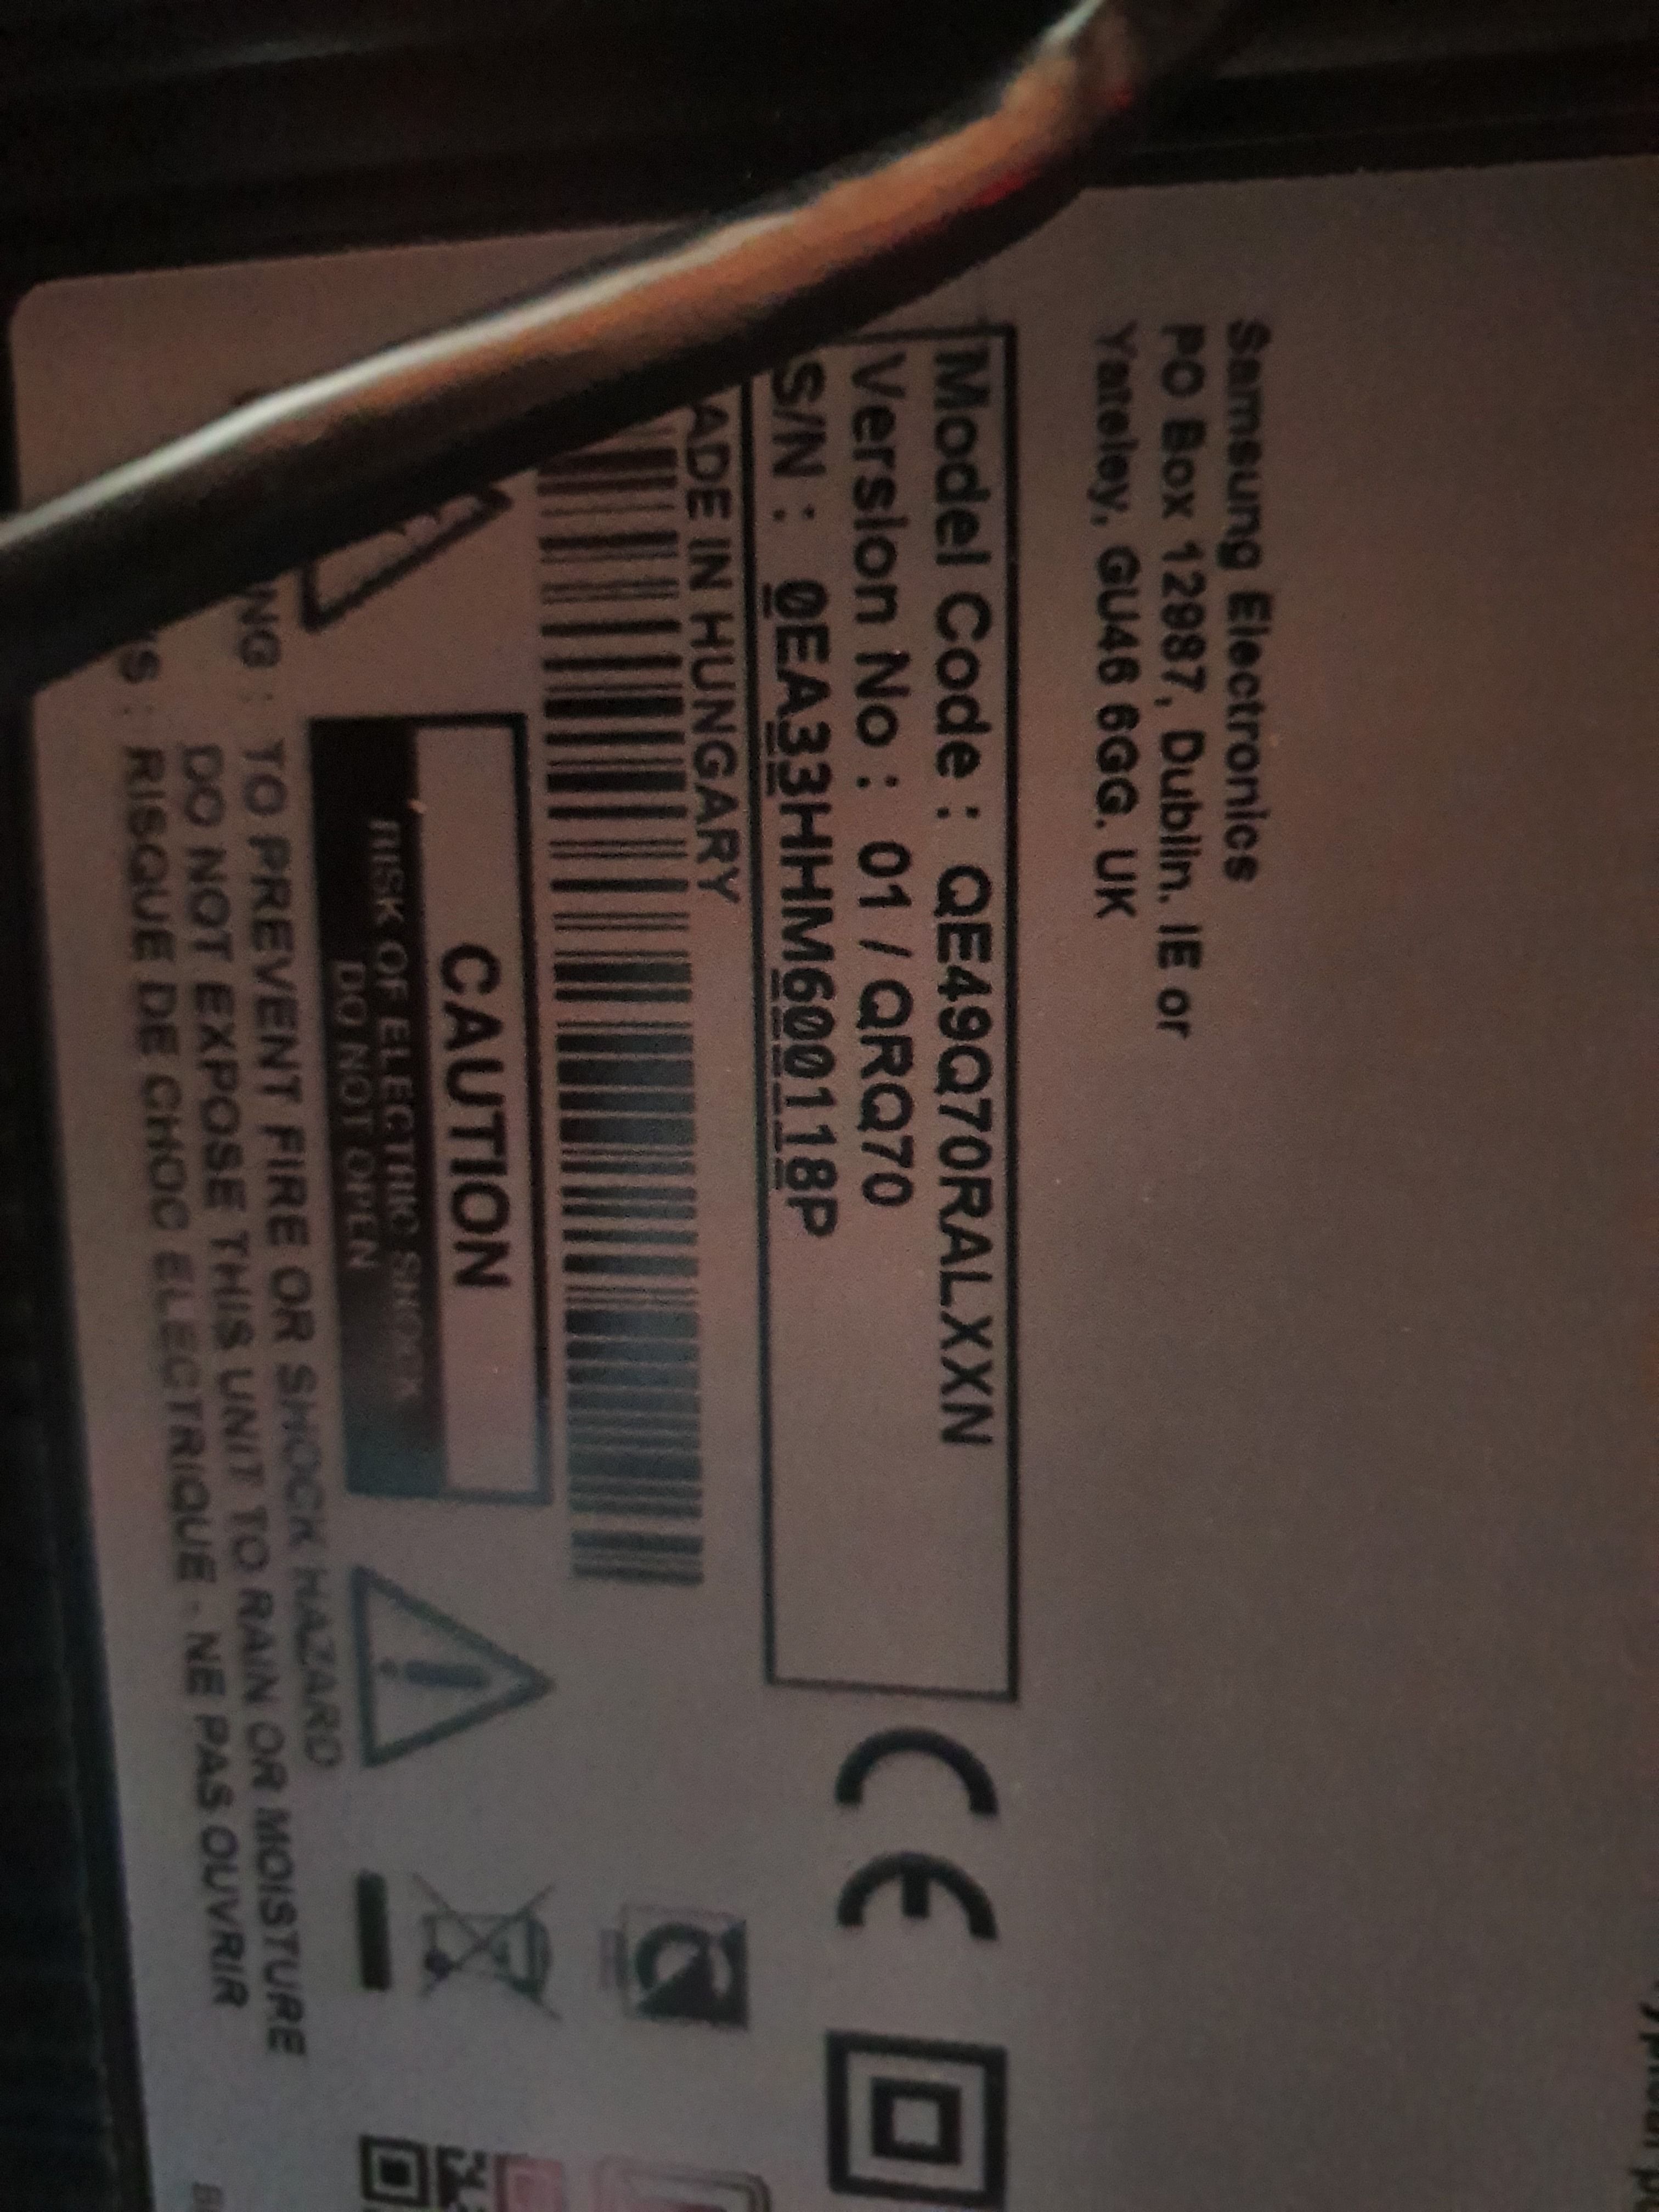 Samsung Electronics
PO Box 12987, Dublin. IE or
Yateley, GU46 6GG. UK
Model Code : QE49Q70RALXXN
Version No : 01 / QRQ70
S/N : 0EA33HHM600118P
ADE IN HUNGARY
CAUTION
RISK OF ELECTRIC SHOCK
DO NOT OPEN
NG : TO PREVENT FIRE OR SHOCK HAZARD
DO NOT EXPOSE THIS UNIT TO RAIN OR MOISTURE
S : RISQUE DE CHOC ELECTRIQUE - NE PAS OUVRIR
CE